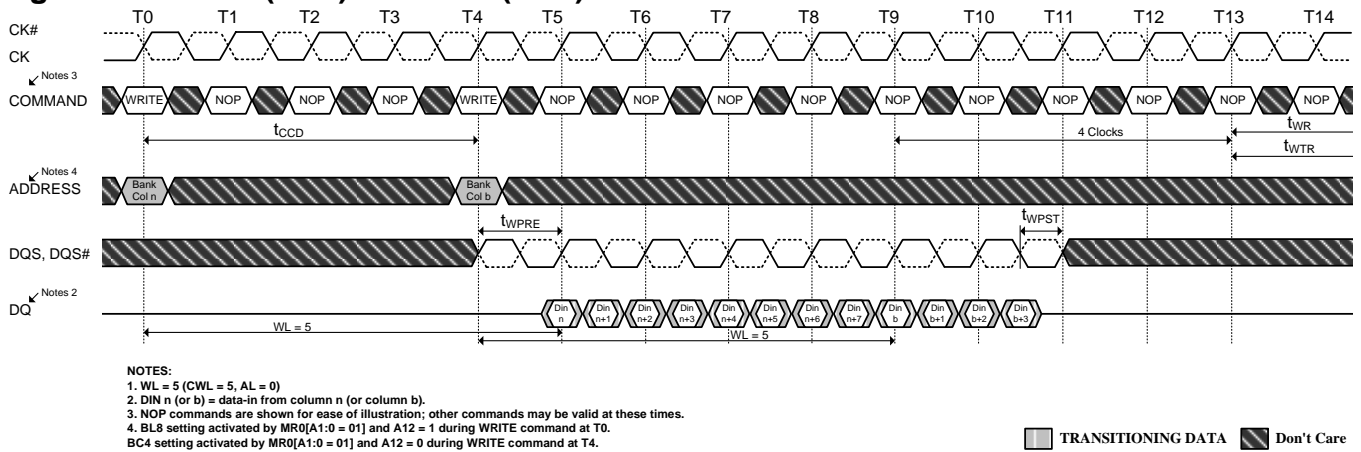 T0 T1 T2 T3 T4 T5 T6 T7 T8 T9 T10 T11 T12 T13 T14
CK#
CK
Notes 3
COMMAND WRITE NOP NOP NOP WRITE NOP NOP NOP NOP NOP NOP NOP NOP NOP NOP
tCCD 4 Clocks tWR
tWTR
Notes 4
ADDRESS Bank Col n Bank Col b
tWPRE tWPST
DQS, DQS#
Notes 2
DQ Din n Din n+1 Din n+2 Din n+3 Din n+4 Din n+5 Din n+6 Din n+7 Din b Din b+1 Din b+2 Din b+3
WL = 5 WL = 5
NOTES:
1. WL = 5 (CWL = 5, AL = 0)
2. DIN n (or b) = data-in from column n (or column b).
3. NOP commands are shown for ease of illustration; other commands may be valid at these times.
4. BL8 setting activated by MR0[A1:0 = 01] and A12 = 1 during WRITE command at T0.
BC4 setting activated by MR0[A1:0 = 01] and A12 = 0 during WRITE command at T4.
TRANSITIONING DATA Don't Care